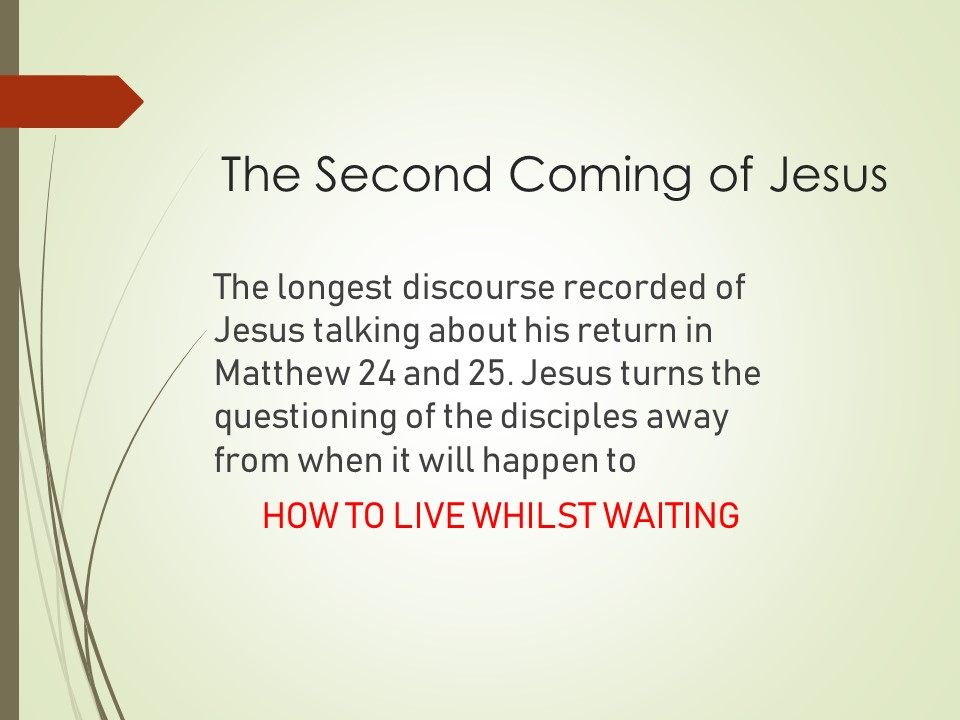 The Second Coming of Jesus
The longest discourse recorded of
Jesus talking about his return in
Matthew 24 and 25. Jesus turns the
questioning of the disciples away
from when it will happen to
HOW TO LIVE WHILST WAITING